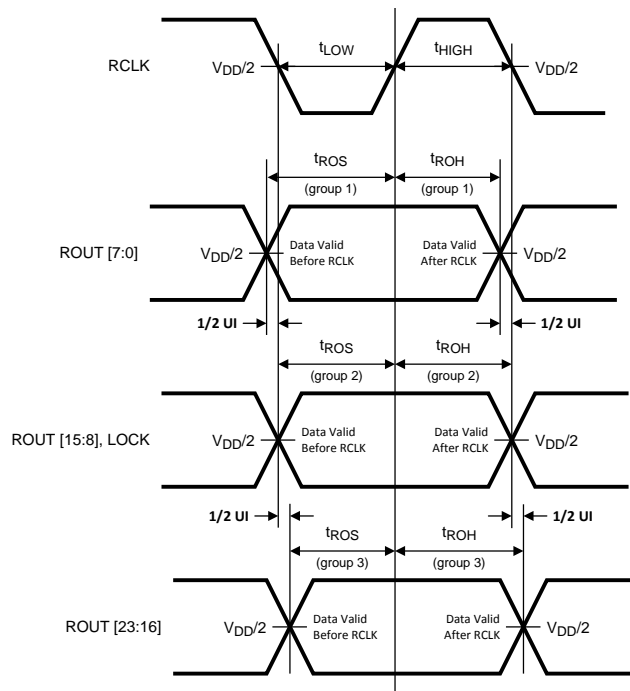 RCLK
VDD/2
tLOW
tHIGH
VDD/2
tROS
(group 1)
tROH
(group 1)
ROUT [7:0]
VDD/2
Data Valid
Before RCLK
Data Valid
After RCLK
VDD/2
1/2 UI
1/2 UI
tROS
(group 2)
tROH
(group 2)
ROUT [15:8], LOCK
VDD/2
Data Valid
Before RCLK
Data Valid
After RCLK
VDD/2
1/2 UI
1/2 UI
tROS
(group 3)
tROH
(group 3)
ROUT [23:16]
VDD/2
Data Valid
Before RCLK
Data Valid
After RCLK
VDD/2